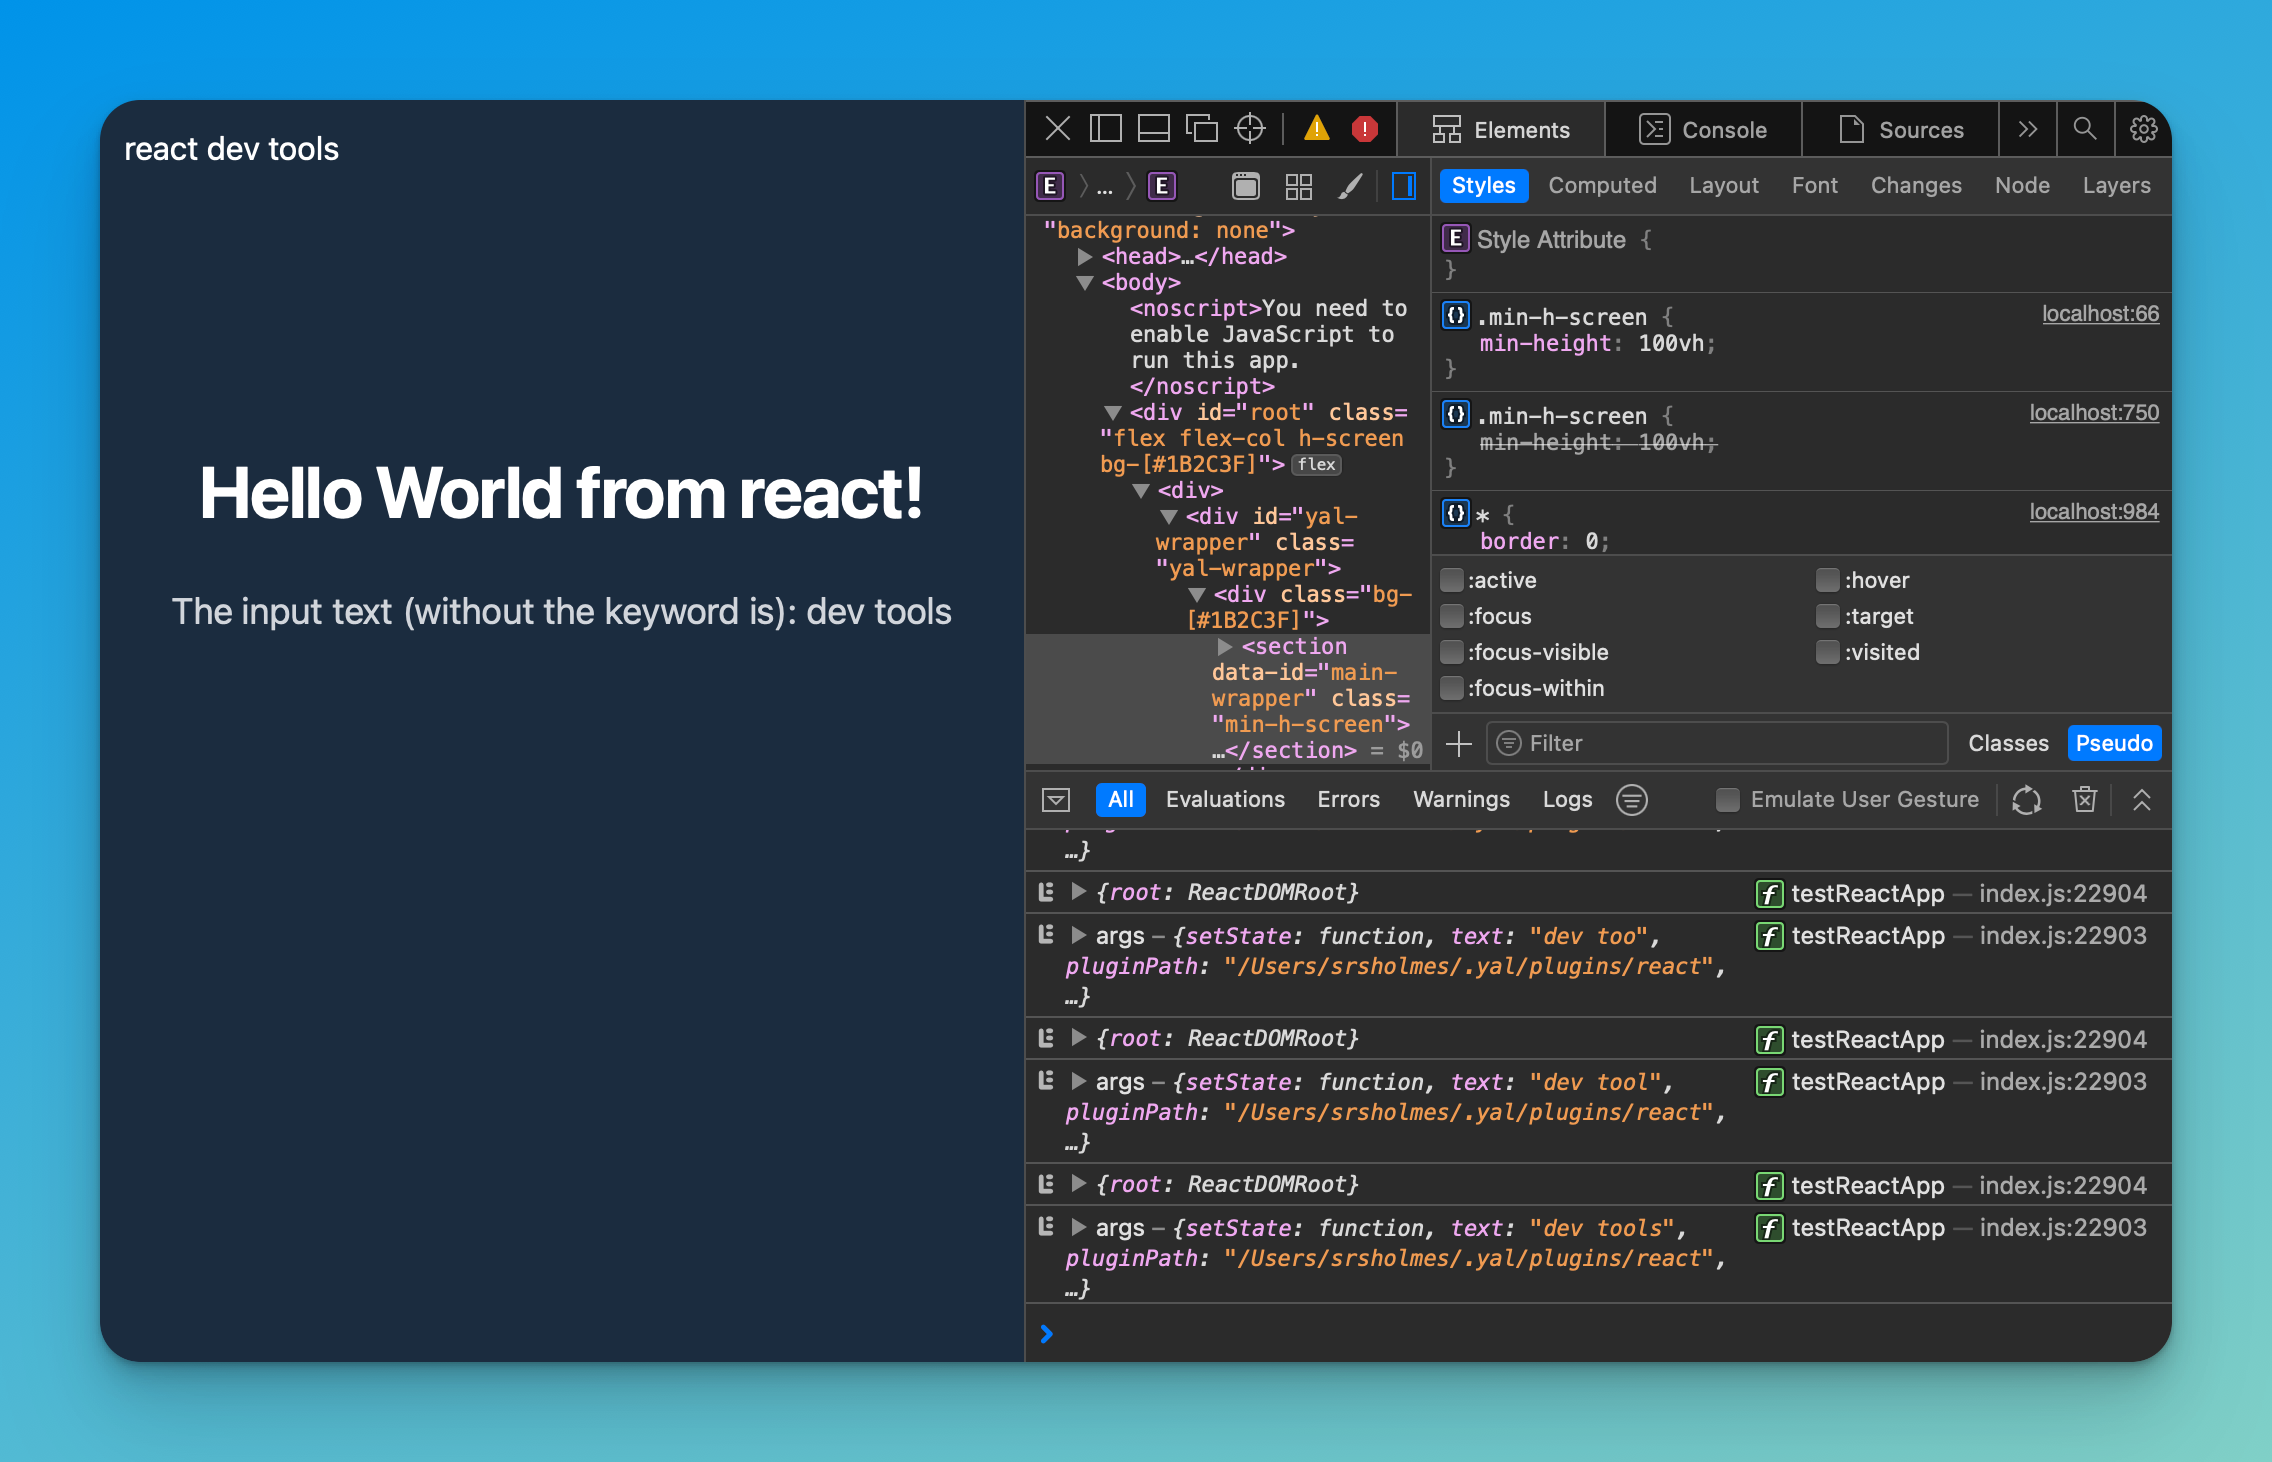 react dev tools
Hello World from react!
The input text (without the keyword is): dev tools
Elements
Console
Sources
E
…
E
Styles
Computed
Layout
Font
Changes
Node
Layers
"background: none">
<head>…</head>
<body>
<noscript>You need to
enable JavaScript to
run this app.
</noscript>
<div id="root" class=
"flex flex-col h-screen
bg-[#1B2C3F]"> flex
<div>
<div id="yal-
wrapper" class=
"yal-wrapper">
<div class="bg-
[#1B2C3F]">
<section
data-id="main-
wrapper" class=
"min-h-screen">
…</section> = $0
E Style Attribute {
}
{} .min-h-screen { localhost:66
min-height: 100vh;
}
{} .min-h-screen { localhost:750
min-height: 100vh;
}
{} * { localhost:984
border: 0;
:active :hover
:focus :target
:focus-visible :visited
:focus-within
Filter Classes Pseudo
All Evaluations Errors Warnings Logs Emulate User Gesture
…}
{root: ReactDOMRoot} f testReactApp — index.js:22904
args – {setState: function, text: "dev too", f testReactApp — index.js:22903
pluginPath: "/Users/srsholmes/.yal/plugins/react",
…}
{root: ReactDOMRoot} f testReactApp — index.js:22904
args – {setState: function, text: "dev tool", f testReactApp — index.js:22903
pluginPath: "/Users/srsholmes/.yal/plugins/react",
…}
{root: ReactDOMRoot} f testReactApp — index.js:22904
args – {setState: function, text: "dev tools", f testReactApp — index.js:22903
pluginPath: "/Users/srsholmes/.yal/plugins/react",
…}